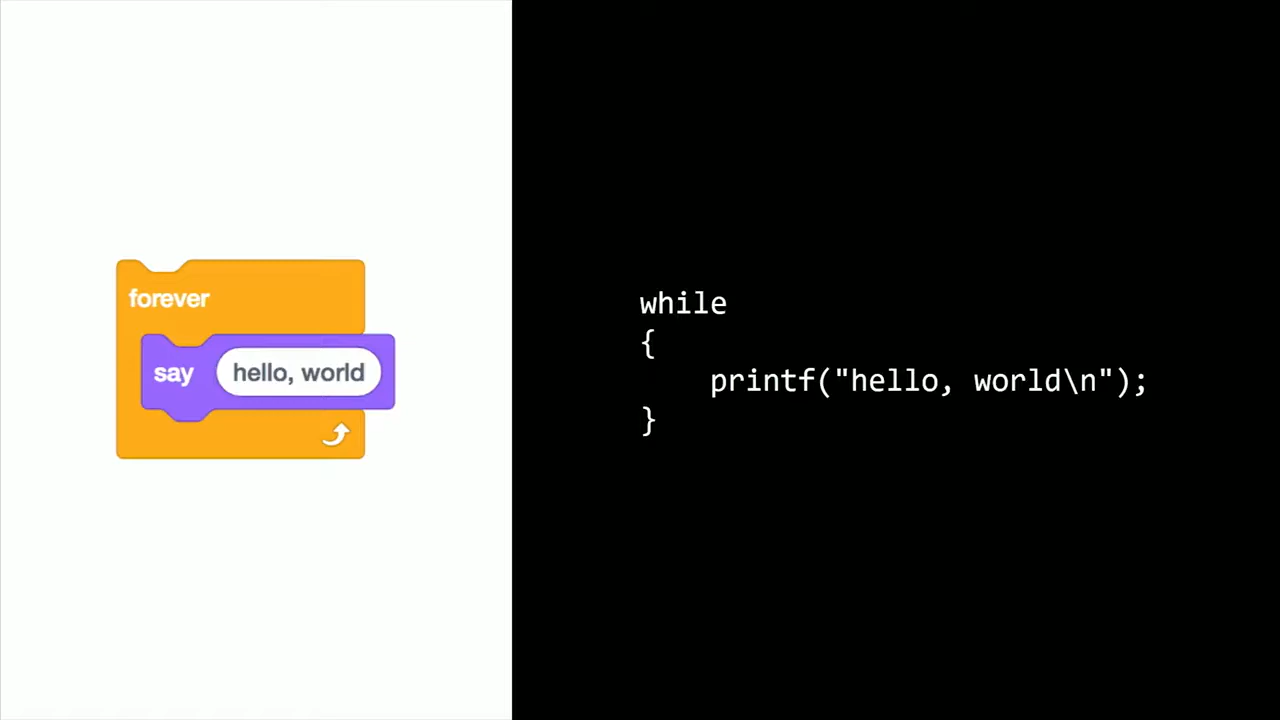 forever
say hello, world
while
{
    printf("hello, world\n");
}